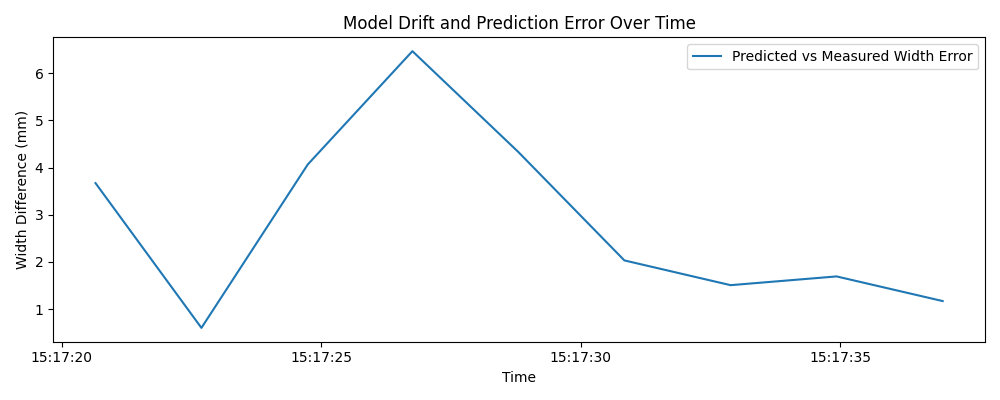 Model Drift and Prediction Error Over Time
Predicted vs Measured Width Error
Width Difference (mm)
6
5
4
3
2
1
15:17:20 15:17:25 15:17:30 15:17:35
Time